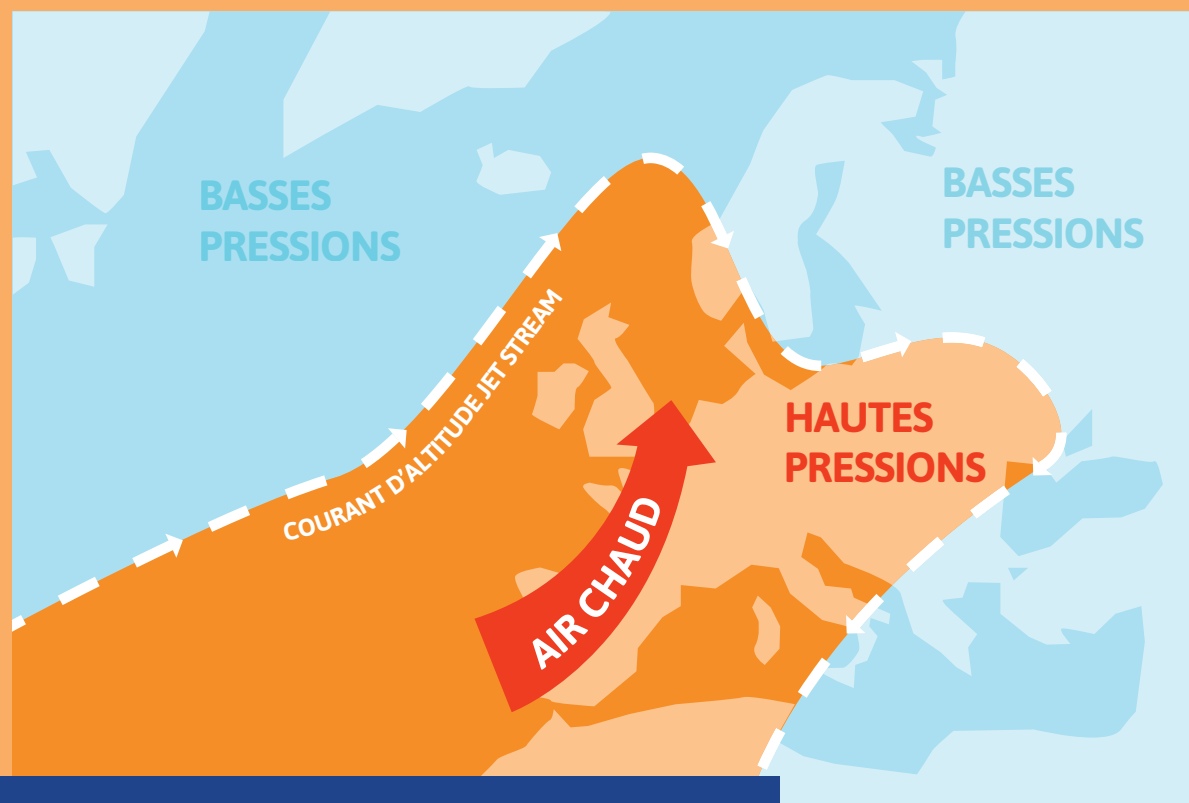 BASSES
PRESSIONS
BASSES
PRESSIONS
COURANT D'ALTITUDE JET STREAM
HAUTES
PRESSIONS
AIR CHAUD